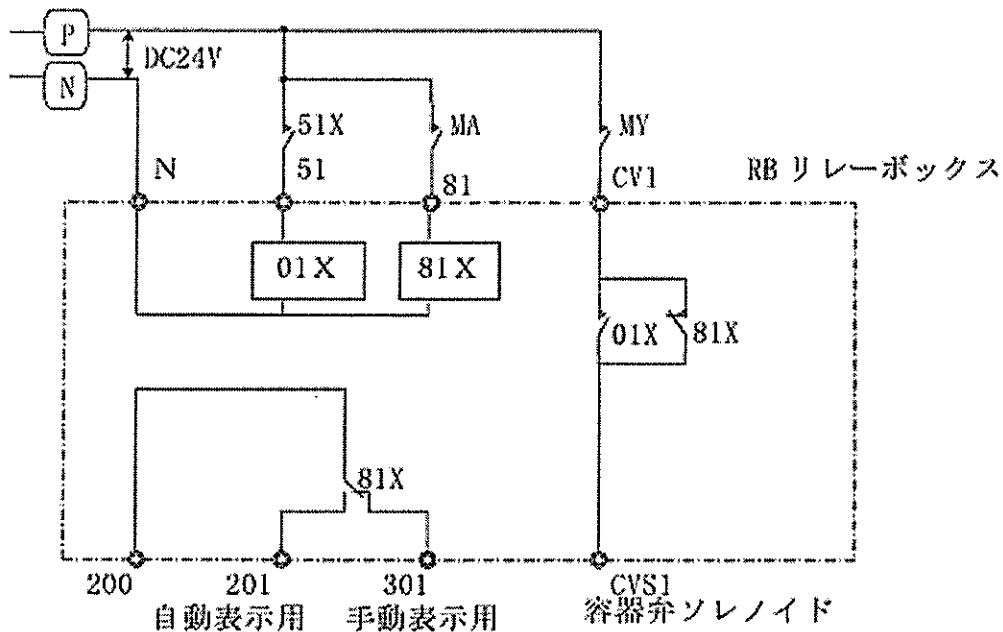 P
DC24V
N
51X
MA
MY
N
51
81
CV1
RB リレーボックス
01X
81X
01X
81X
81X
200
201
301
CVS1
自動表示用
手動表示用
容器弁ソレノイド